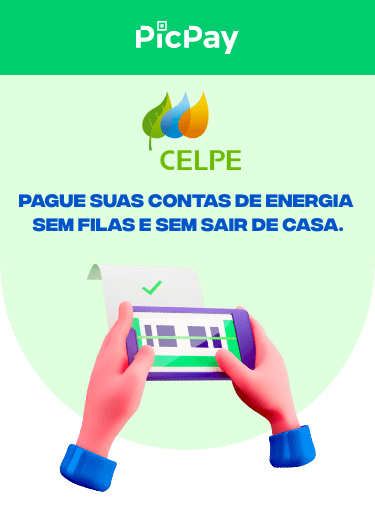 PicPay
CELPE
PAGUE SUAS CONTAS DE ENERGIA
SEM FILAS E SEM SAIR DE CASA.